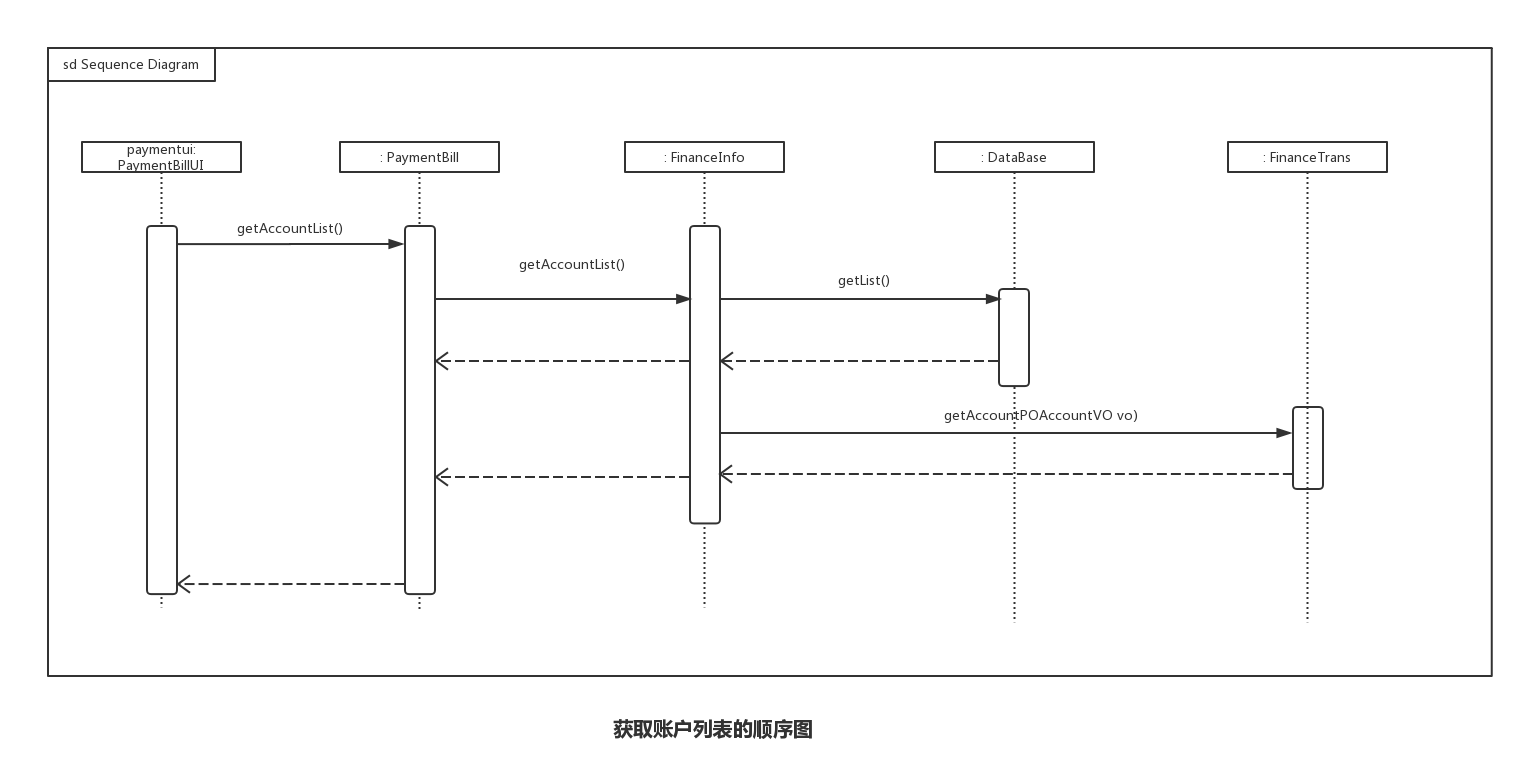 sd Sequence Diagram
paymentui:
PaymentBillUI
: PaymentBill
: FinanceInfo
: DataBase
: FinanceTrans
getAccountList()
getAccountList()
getList()
getAccountPOAccountVO vo)
获取账户列表的顺序图